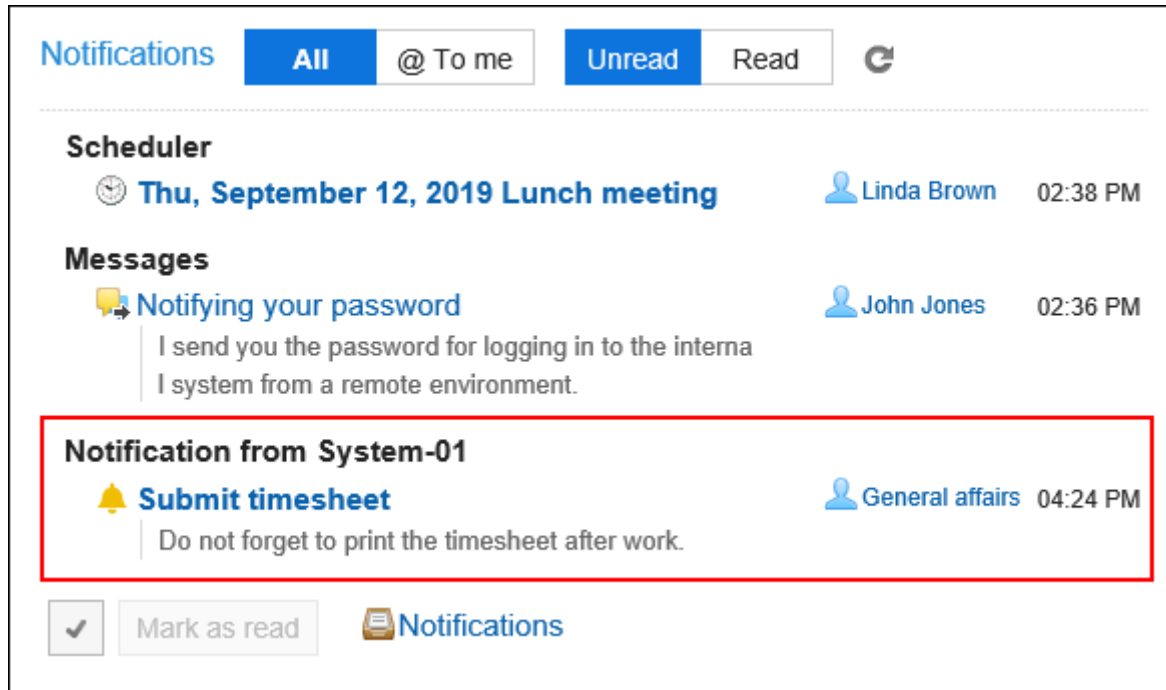 Notifications All @ To me Unread Read
Scheduler
Thu, September 12, 2019 Lunch meeting Linda Brown 02:38 PM
Messages
Notifying your password John Jones 02:36 PM
I send you the password for logging in to the interna
l system from a remote environment.
Notification from System-01
Submit timesheet General affairs 04:24 PM
Do not forget to print the timesheet after work.
Mark as read Notifications